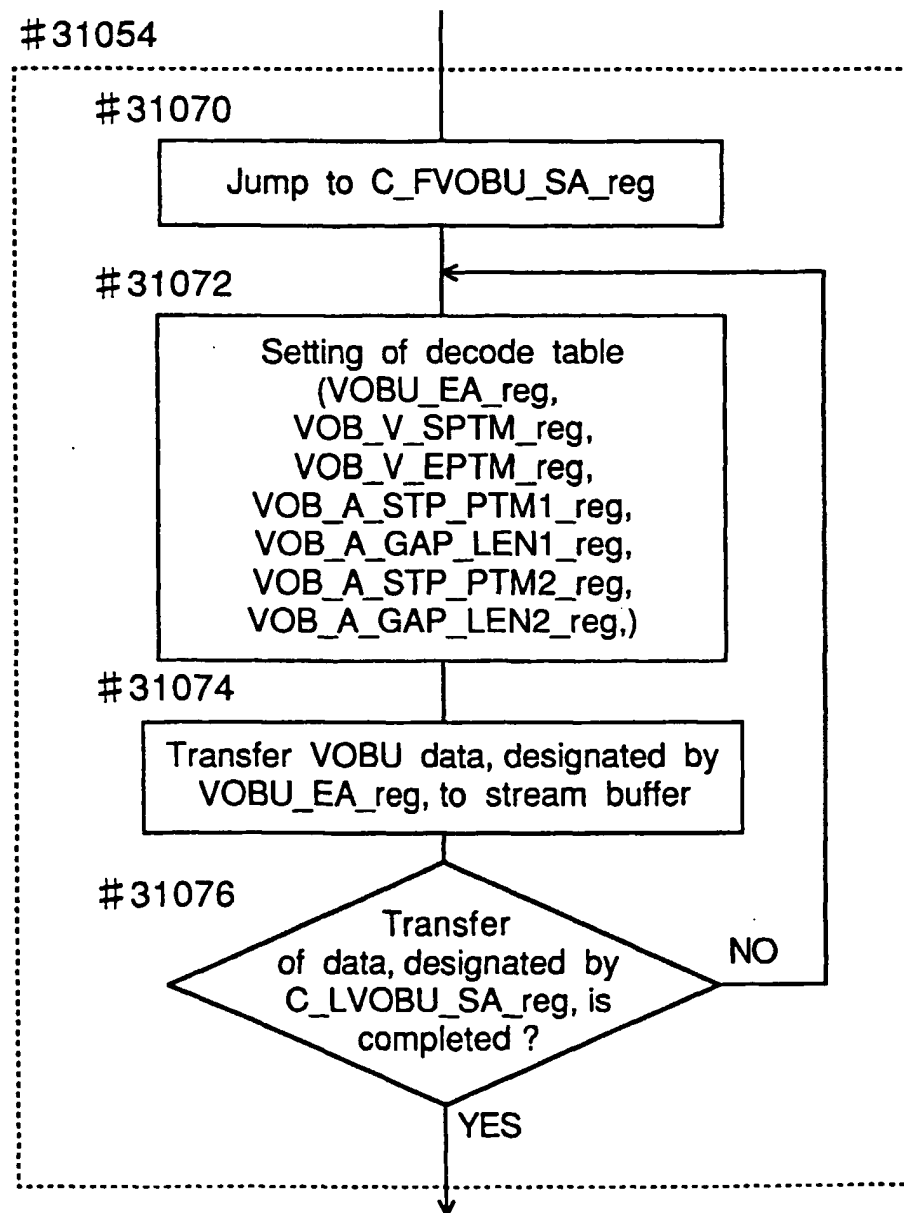 #31054
#31070
Jump to C_FVOBU_SA_reg
#31072
Setting of decode table
(VOBU_EA_reg,
VOB_V_SPTM_reg,
VOB_V_EPTM_reg,
VOB_A_STP_PTM1_reg,
VOB_A_GAP_LEN1_reg,
VOB_A_STP_PTM2_reg,
VOB_A_GAP_LEN2_reg,)
#31074
Transfer VOBU data, designated by
VOBU_EA_reg, to stream buffer
#31076
Transfer
of data, designated by
C_LVOBU_SA_reg, is
completed ?
NO
YES